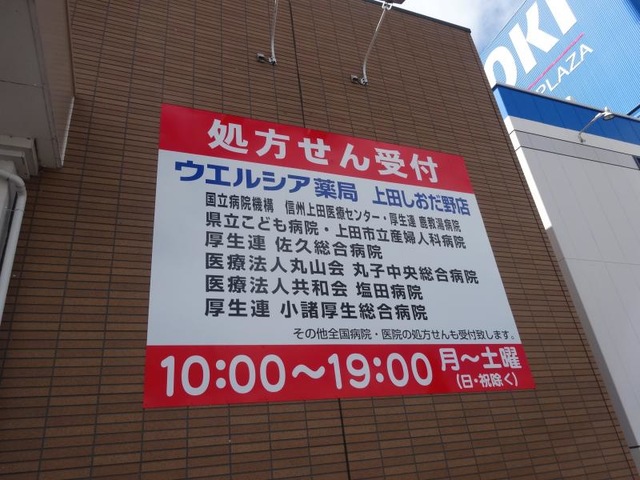 OKI
PLAZA
処方せん受付
ウエルシア薬局 上田しおだ野店
国立病院機構 信州上田医療センター・厚生連 鹿教湯病院
県立こども病院・上田市立産婦人科病院
厚生連 佐久総合病院
医療法人丸山会 丸子中央総合病院
医療法人共和会 塩田病院
厚生連 小諸厚生総合病院
その他全国病院・医院の処方せんも受付致します。
10:00～19:00 月～土曜
(日・祝除く)